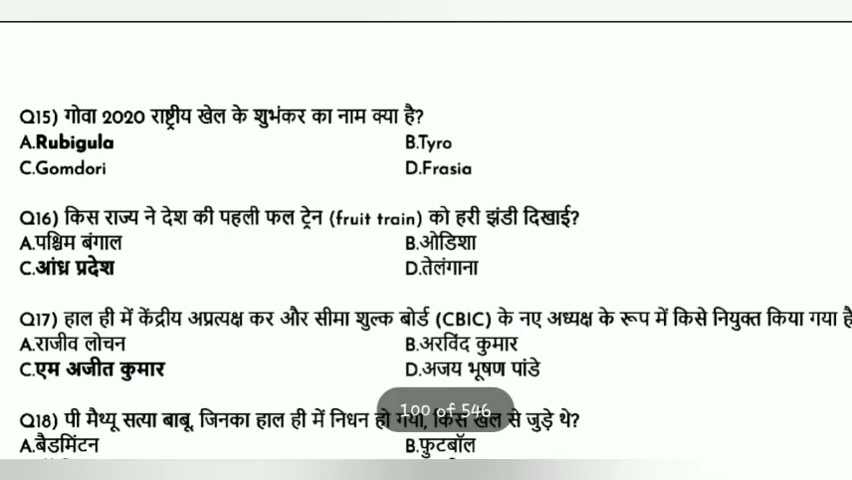 Q15) गोवा 2020 राष्ट्रीय खेल के शुभंकर का नाम क्या है?
A.Rubigula B.Tyro
C.Gomdori D.Frasia
Q16) किस राज्य ने देश की पहली फल ट्रेन (fruit train) को हरी झंडी दिखाई?
A.पश्चिम बंगाल B.ओडिशा
C.आंध्र प्रदेश D.तेलंगाना
Q17) हाल ही में केंद्रीय अप्रत्यक्ष कर और सीमा शुल्क बोर्ड (CBIC) के नए अध्यक्ष के रूप में किसे नियुक्त किया गया है
A.राजीव लोचन B.अरविंद कुमार
C.एम अजीत कुमार D.अजय भूषण पांडे
100 of 546
Q18) पी मैथ्यू सत्या बाबू, जिनका हाल ही में निधन हो गया, किस खेल से जुड़े थे?
A.बैडमिंटन B.फ़ुटबॉल